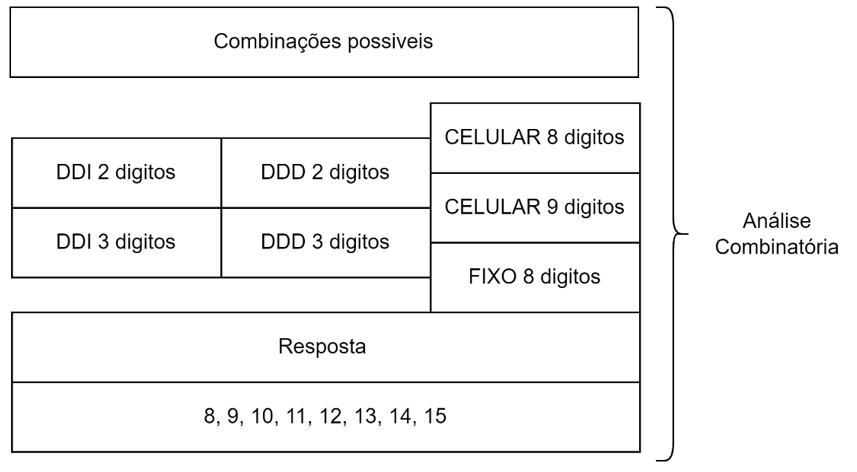 Combinações possiveis
CELULAR 8 digitos
DDI 2 digitos
DDD 2 digitos
CELULAR 9 digitos
DDI 3 digitos
DDD 3 digitos
FIXO 8 digitos
Resposta
8, 9, 10, 11, 12, 13, 14, 15
Análise
Combinatória